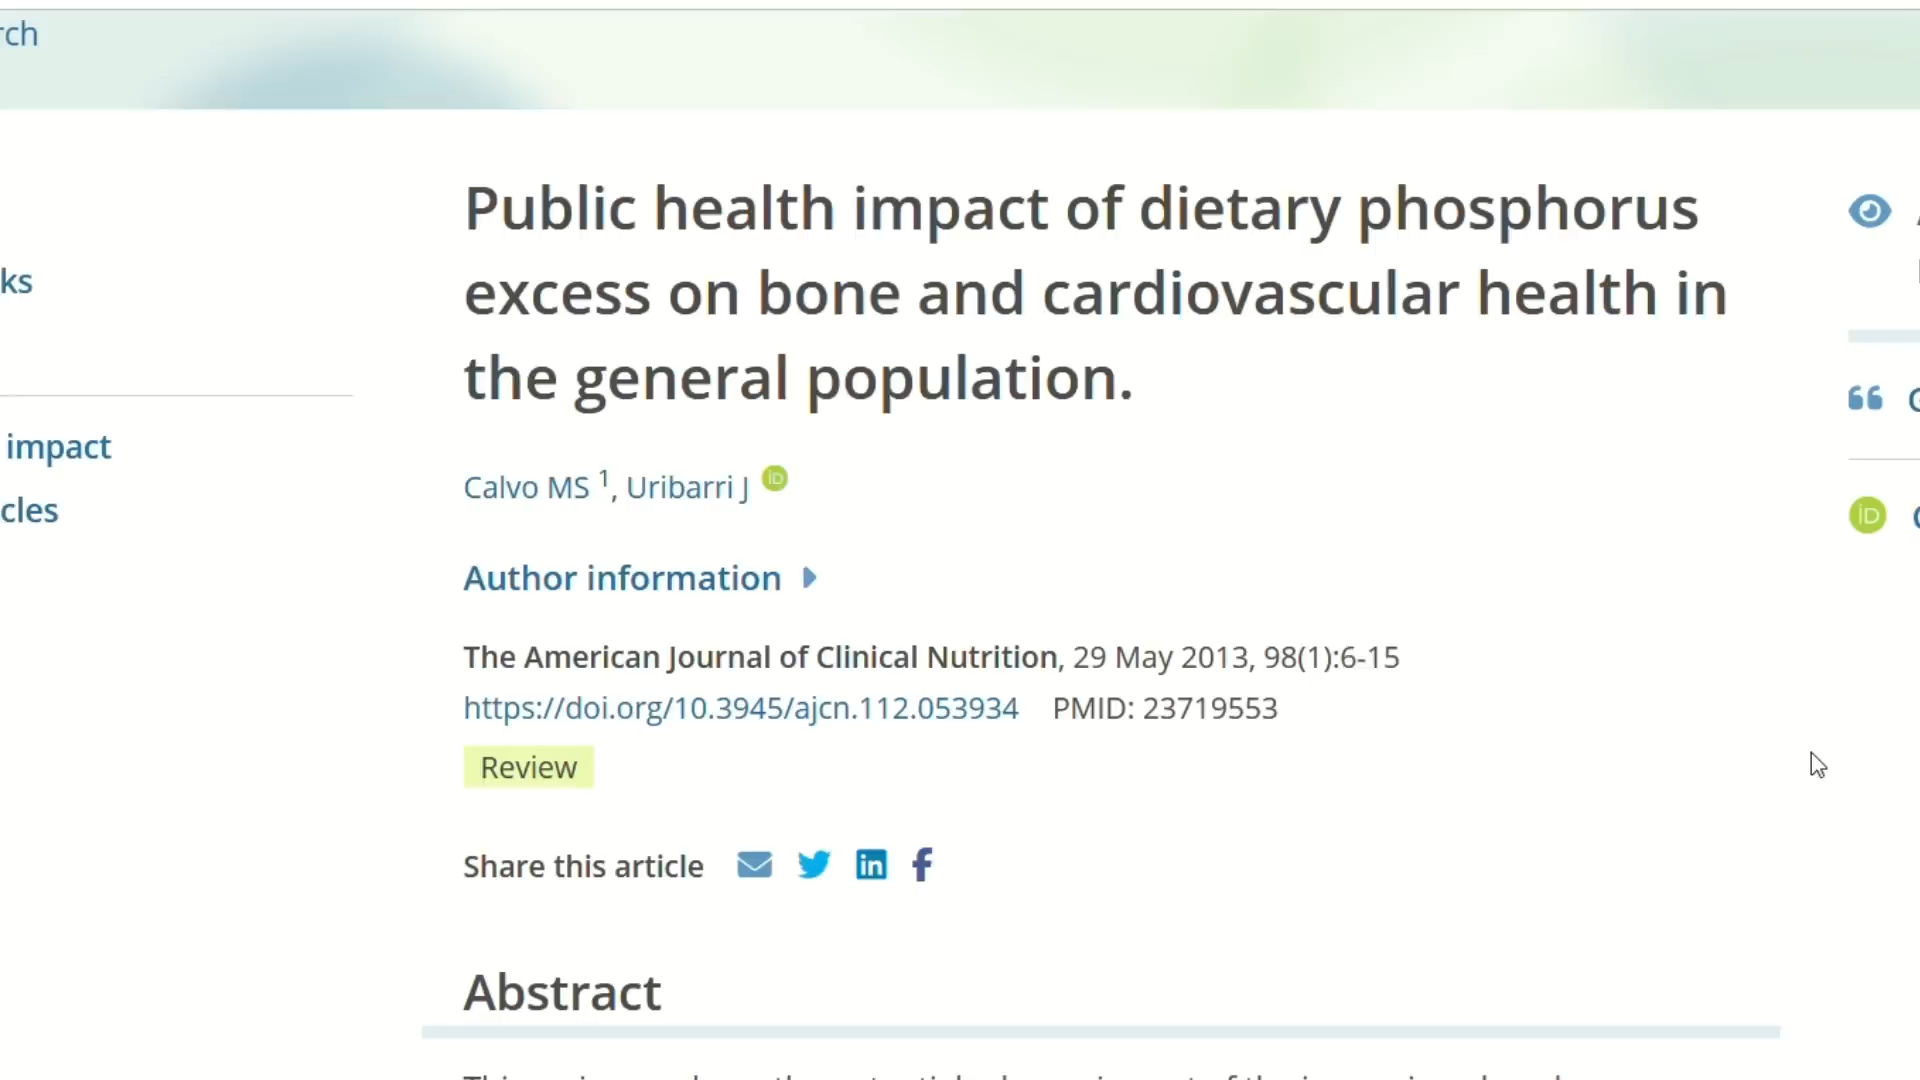 rch
Public health impact of dietary phosphorus
excess on bone and cardiovascular health in
the general population.
ks
impact
cles
Calvo MS 1, Uribarri J iD
Author information
The American Journal of Clinical Nutrition, 29 May 2013, 98(1):6-15
https://doi.org/10.3945/ajcn.112.053934 PMID: 23719553
Review
Share this article
Abstract
iD